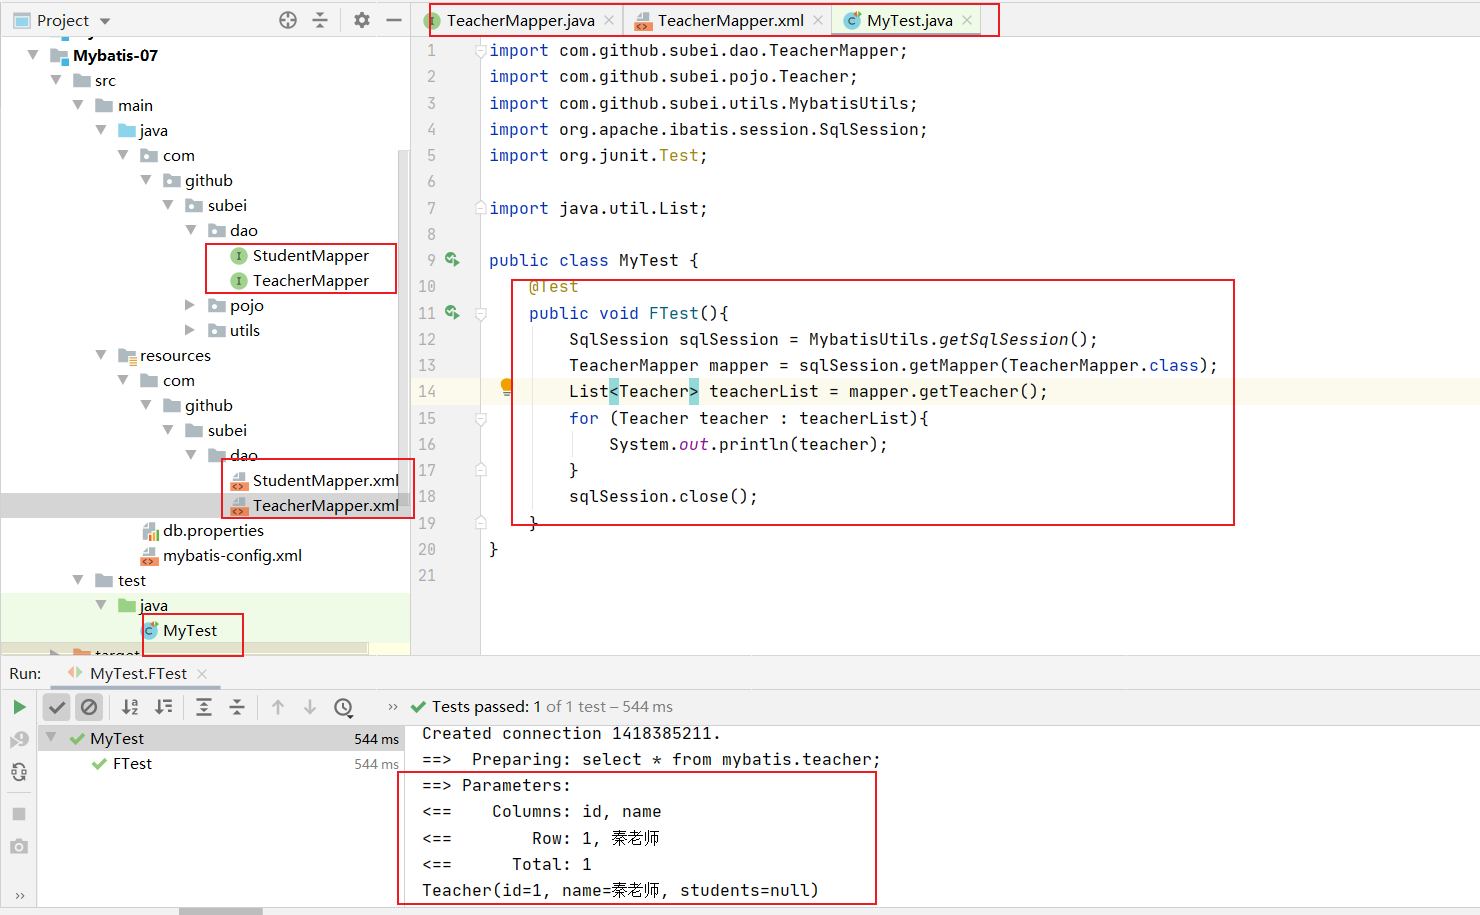 Project
Mybatis-07
src
main
java
com
github
subei
dao
StudentMapper
TeacherMapper
pojo
utils
resources
com
github
subei
dao
StudentMapper.xml
TeacherMapper.xml
db.properties
mybatis-config.xml
test
java
MyTest
target
TeacherMapper.java
TeacherMapper.xml
MyTest.java
1 import com.github.subei.dao.TeacherMapper;
2 import com.github.subei.pojo.Teacher;
3 import com.github.subei.utils.MybatisUtils;
4 import org.apache.ibatis.session.SqlSession;
5 import org.junit.Test;
6
7 import java.util.List;
8
9 public class MyTest {
10 @Test
11 public void FTest(){
12 SqlSession sqlSession = MybatisUtils.getSqlSession();
13 TeacherMapper mapper = sqlSession.getMapper(TeacherMapper.class);
14 List<Teacher> teacherList = mapper.getTeacher();
15 for (Teacher teacher : teacherList){
16 System.out.println(teacher);
17 }
18 sqlSession.close();
19 }
20 }
21
Run: MyTest.FTest
Tests passed: 1 of 1 test – 544 ms
MyTest 544 ms
FTest 544 ms
Created connection 1418385211.
==>  Preparing: select * from mybatis.teacher;
==> Parameters:
<==    Columns: id, name
<==        Row: 1, 秦老师
<==      Total: 1
Teacher(id=1, name=秦老师, students=null)